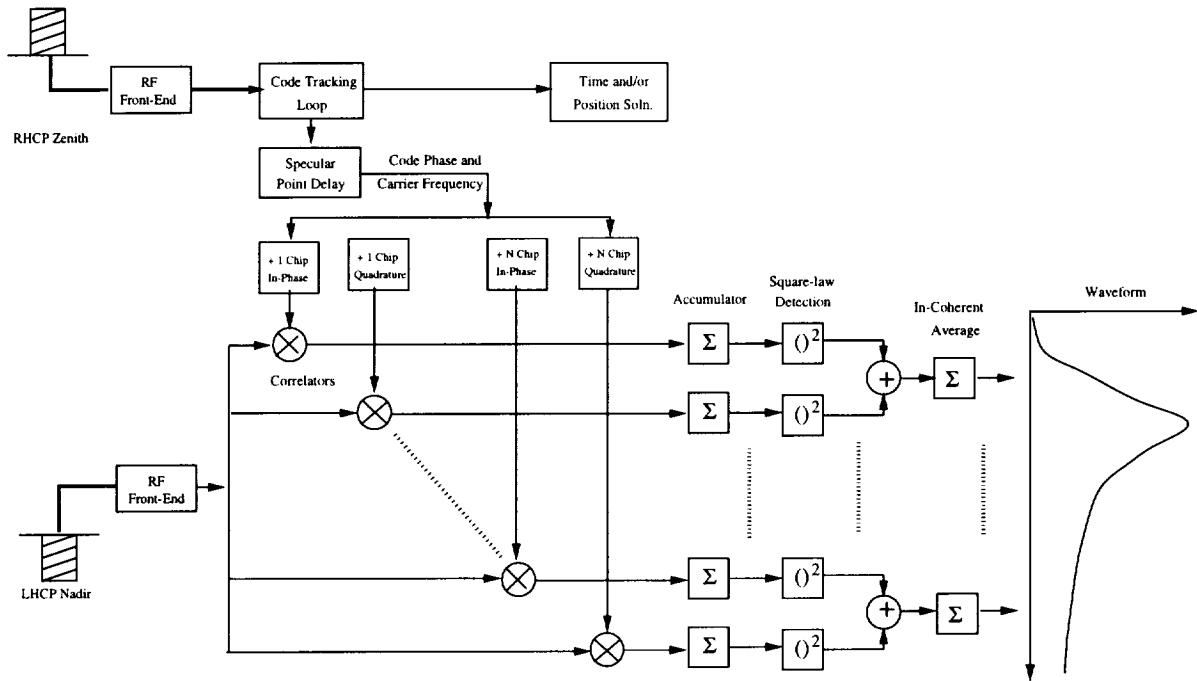 RF
Front-End
Code Tracking
Loop
Time and/or
Position Soln.
RHCP Zenith
Specular
Point Delay
Code Phase and
Carrier Frequency
+ 1 Chip
In-Phase
+ 1 Chip
Quadrature
+ N Chip
In-Phase
+ N Chip
Quadrature
Accumulator
Square-law
Detection
In-Coherent
Average
Waveform
Σ
()²
+
Σ
Correlators
Σ
()²
RF
Front-End
LHCP Nadir
Σ
()²
+
Σ
Σ
()²